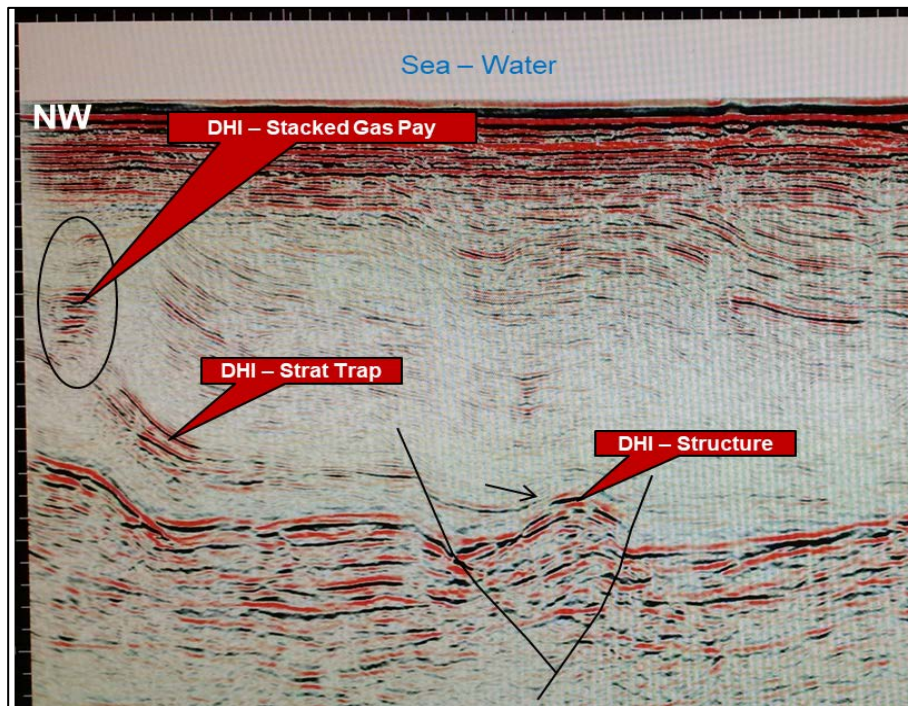 Sea – Water
NW
DHI – Stacked Gas Pay
DHI – Strat Trap
DHI – Structure